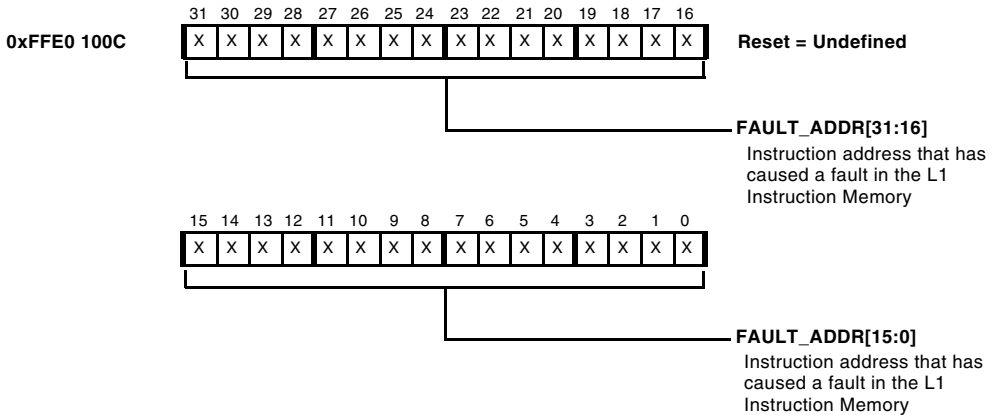 31 30 29 28 27 26 25 24 23 22 21 20 19 18 17 16
0xFFE0 100C X X X X X X X X X X X X X X X X Reset = Undefined
FAULT_ADDR[31:16]
Instruction address that has
caused a fault in the L1
Instruction Memory
15 14 13 12 11 10 9 8 7 6 5 4 3 2 1 0
X X X X X X X X X X X X X X X X
FAULT_ADDR[15:0]
Instruction address that has
caused a fault in the L1
Instruction Memory